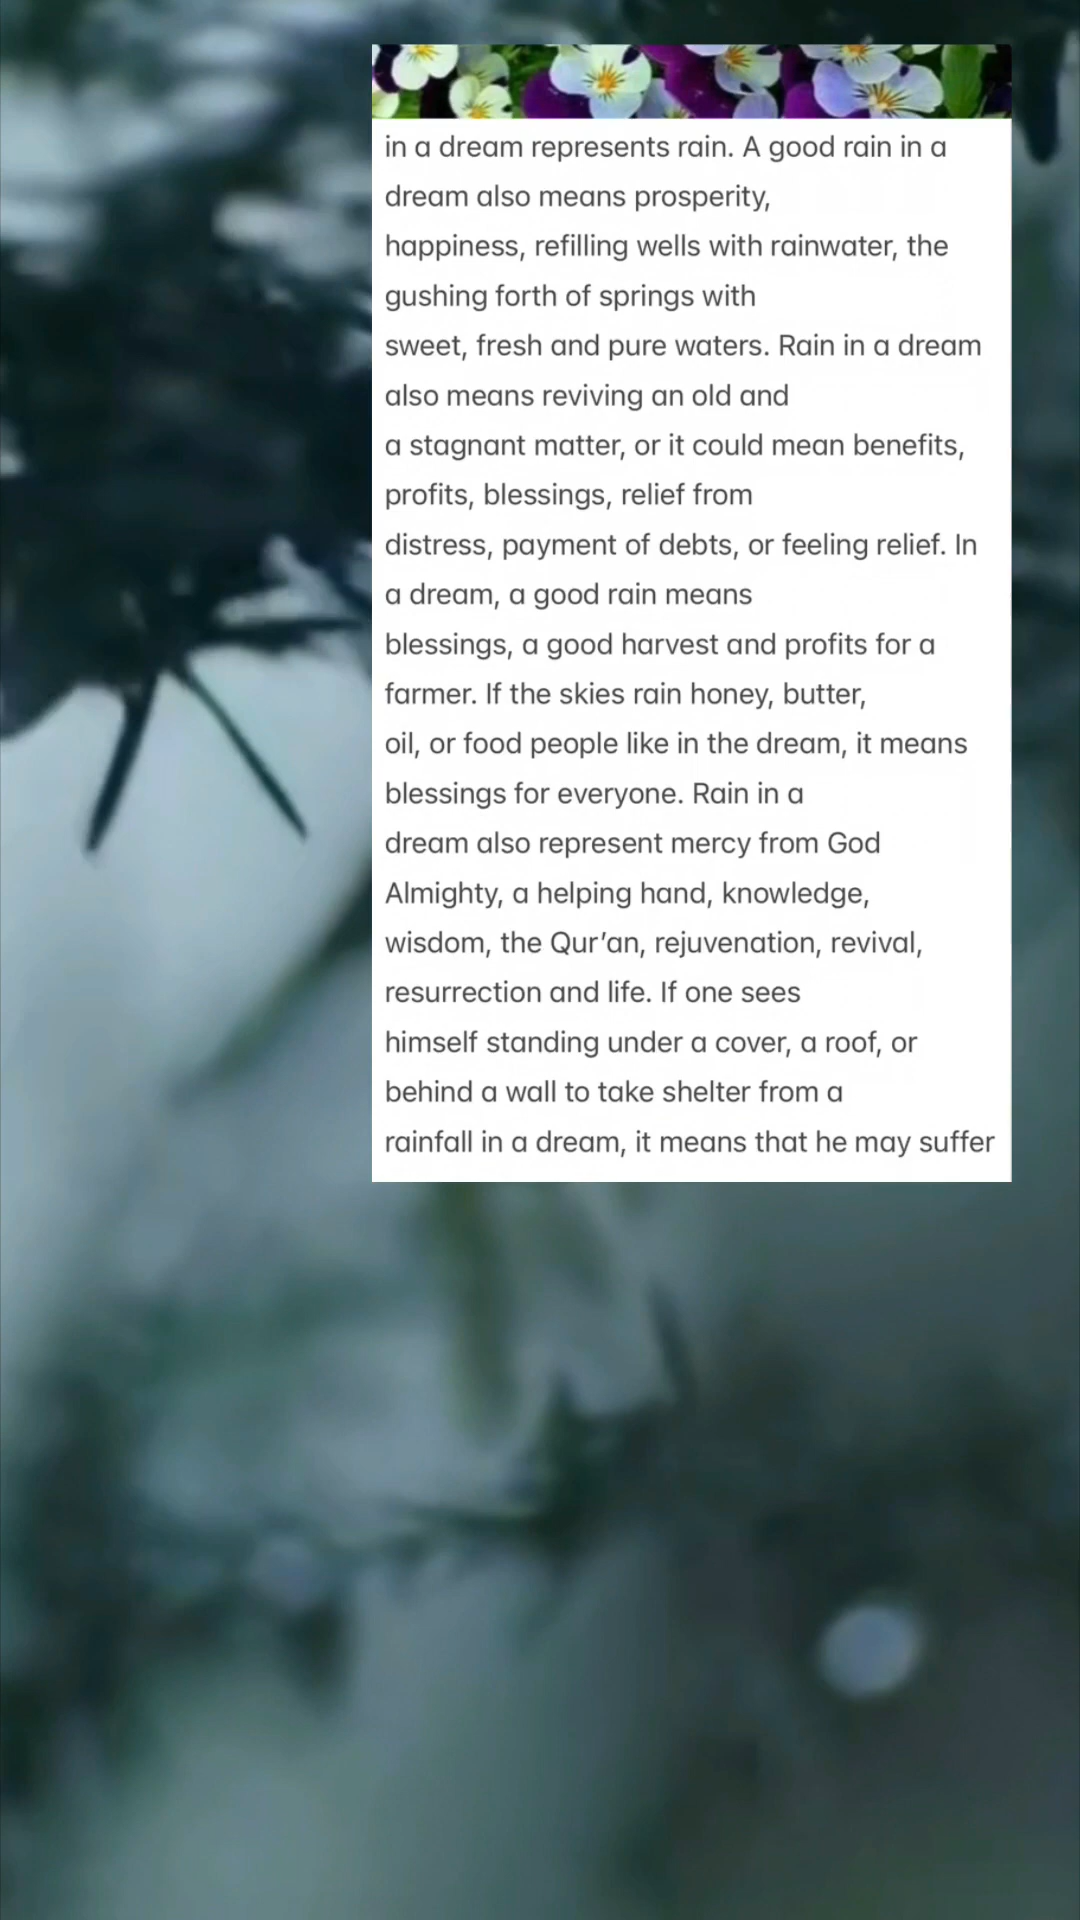 in a dream represents rain. A good rain in a
dream also means prosperity,
happiness, refilling wells with rainwater, the
gushing forth of springs with
sweet, fresh and pure waters. Rain in a dream
also means reviving an old and
a stagnant matter, or it could mean benefits,
profits, blessings, relief from
distress, payment of debts, or feeling relief. In
a dream, a good rain means
blessings, a good harvest and profits for a
farmer. If the skies rain honey, butter,
oil, or food people like in the dream, it means
blessings for everyone. Rain in a
dream also represent mercy from God
Almighty, a helping hand, knowledge,
wisdom, the Qur’an, rejuvenation, revival,
resurrection and life. If one sees
himself standing under a cover, a roof, or
behind a wall to take shelter from a
rainfall in a dream, it means that he may suffer